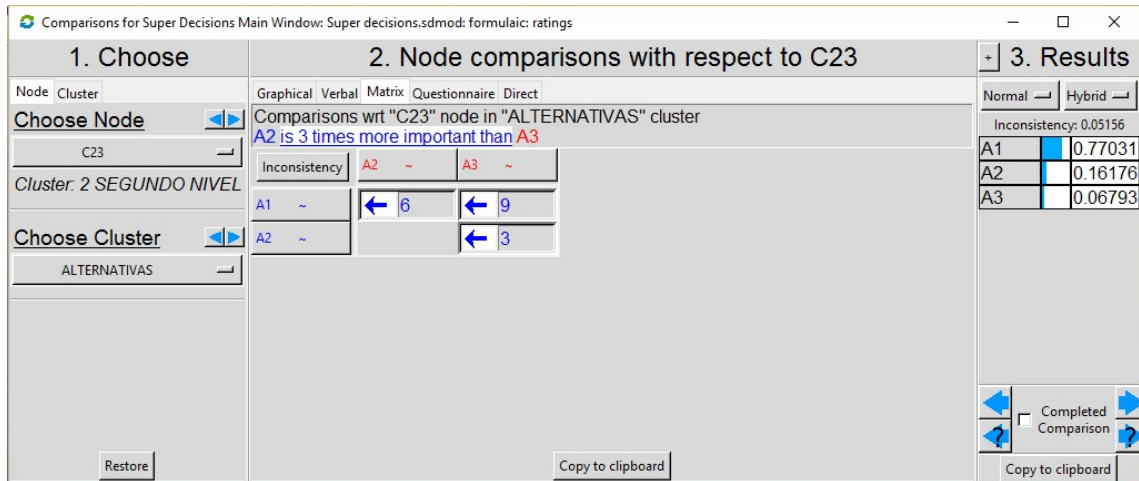 Comparisons for Super Decisions Main Window: Super decisions.sdmod: formulaic: ratings
1. Choose
Node Cluster
Choose Node
C23
Cluster: 2 SEGUNDO NIVEL
Choose Cluster
ALTERNATIVAS
Restore
2. Node comparisons with respect to C23
Graphical Verbal Matrix Questionnaire Direct
Comparisons wrt "C23" node in "ALTERNATIVAS" cluster
A2 is 3 times more important than A3
Inconsistency A2 ~ A3 ~
A1 ~ ← 6 ← 9
A2 ~ ← 3
Copy to clipboard
+ 3. Results
Normal Hybrid
Inconsistency: 0.05156
A1 0.77031
A2 0.16176
A3 0.06793
Completed
Comparison
? ?
Copy to clipboard